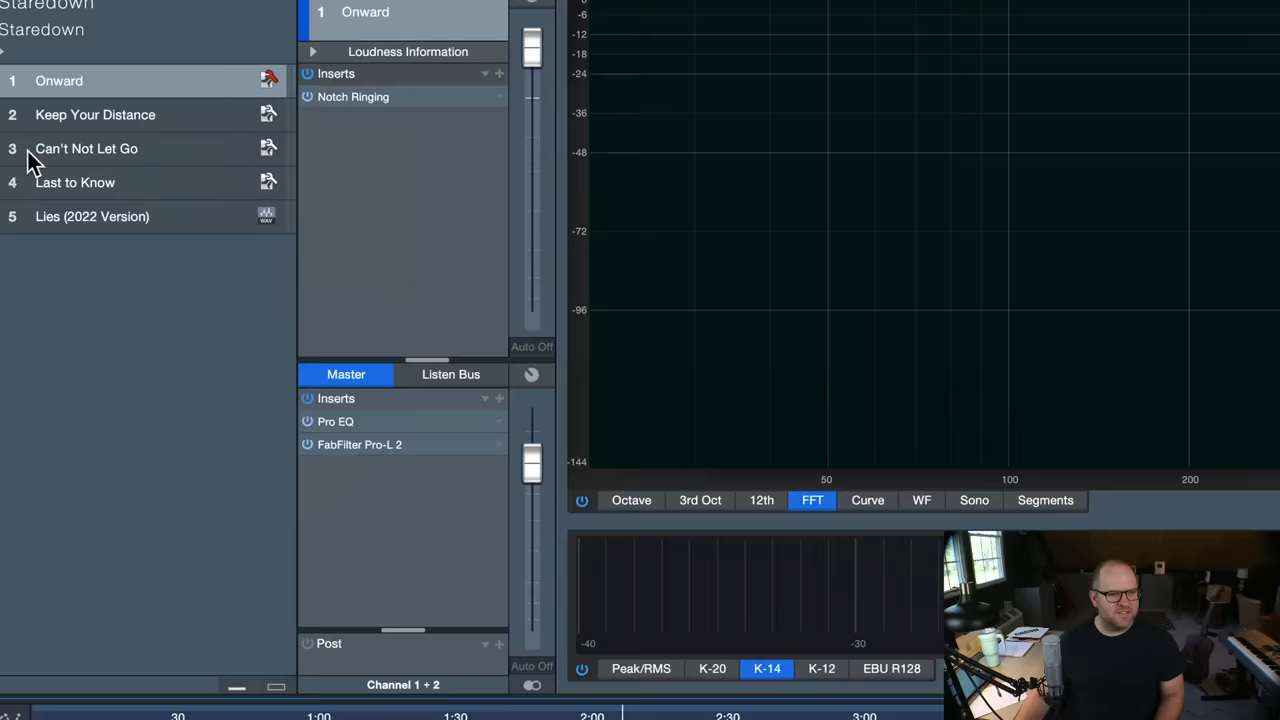 Staredown
Staredown
1 Onward
2 Keep Your Distance
3 Can't Not Let Go
4 Last to Know
5 Lies (2022 Version)
WAV
1 Onward
Loudness Information
Inserts
Notch Ringing
Auto Off
Master Listen Bus
Inserts
Pro EQ
FabFilter Pro-L 2
Post
Auto Off
Channel 1 + 2
-6
-12
-18
-24
-36
-48
-72
-96
-144
50 100 200
Octave 3rd Oct 12th FFT Curve WF Sono Segments
-40 -30
Peak/RMS K-20 K-14 K-12 EBU R128
30 1:00 1:30 2:00 2:30 3:00